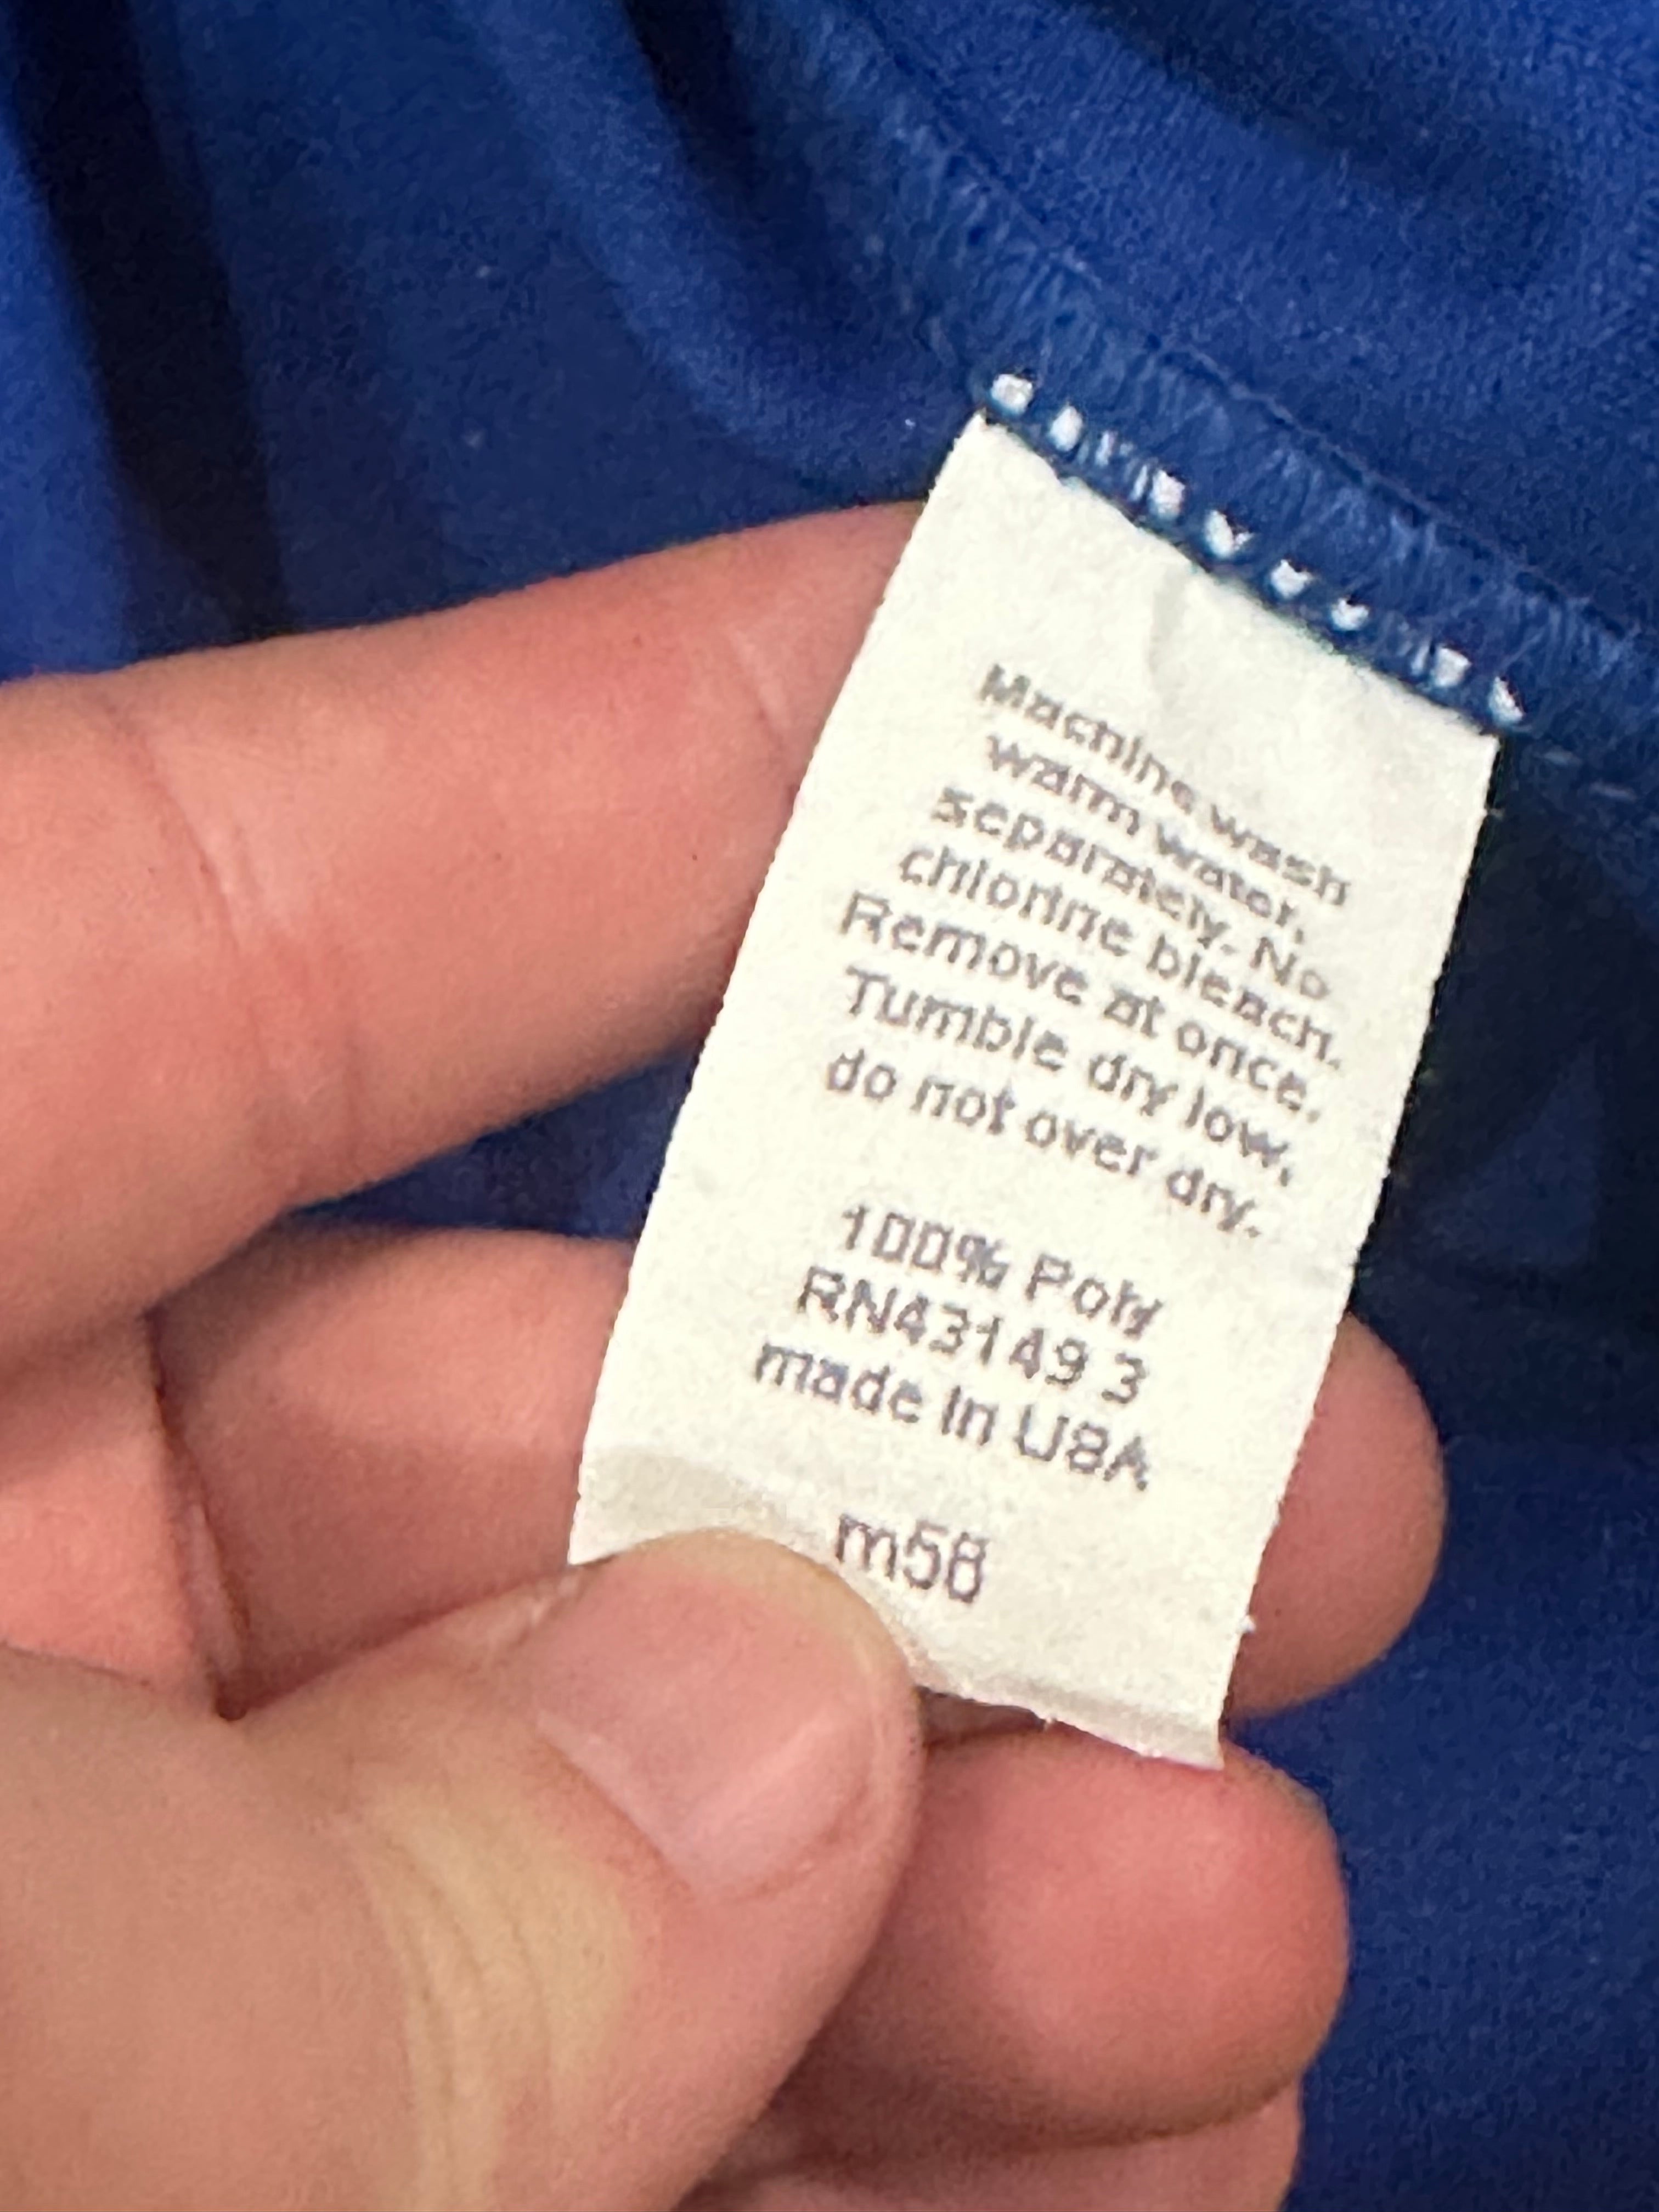 Machine wash
warm water,
separately. No
chlorine bleach.
Remove at once.
Tumble dry low,
do not over dry.
100% Poly
RN43149 3
made in USA
m58